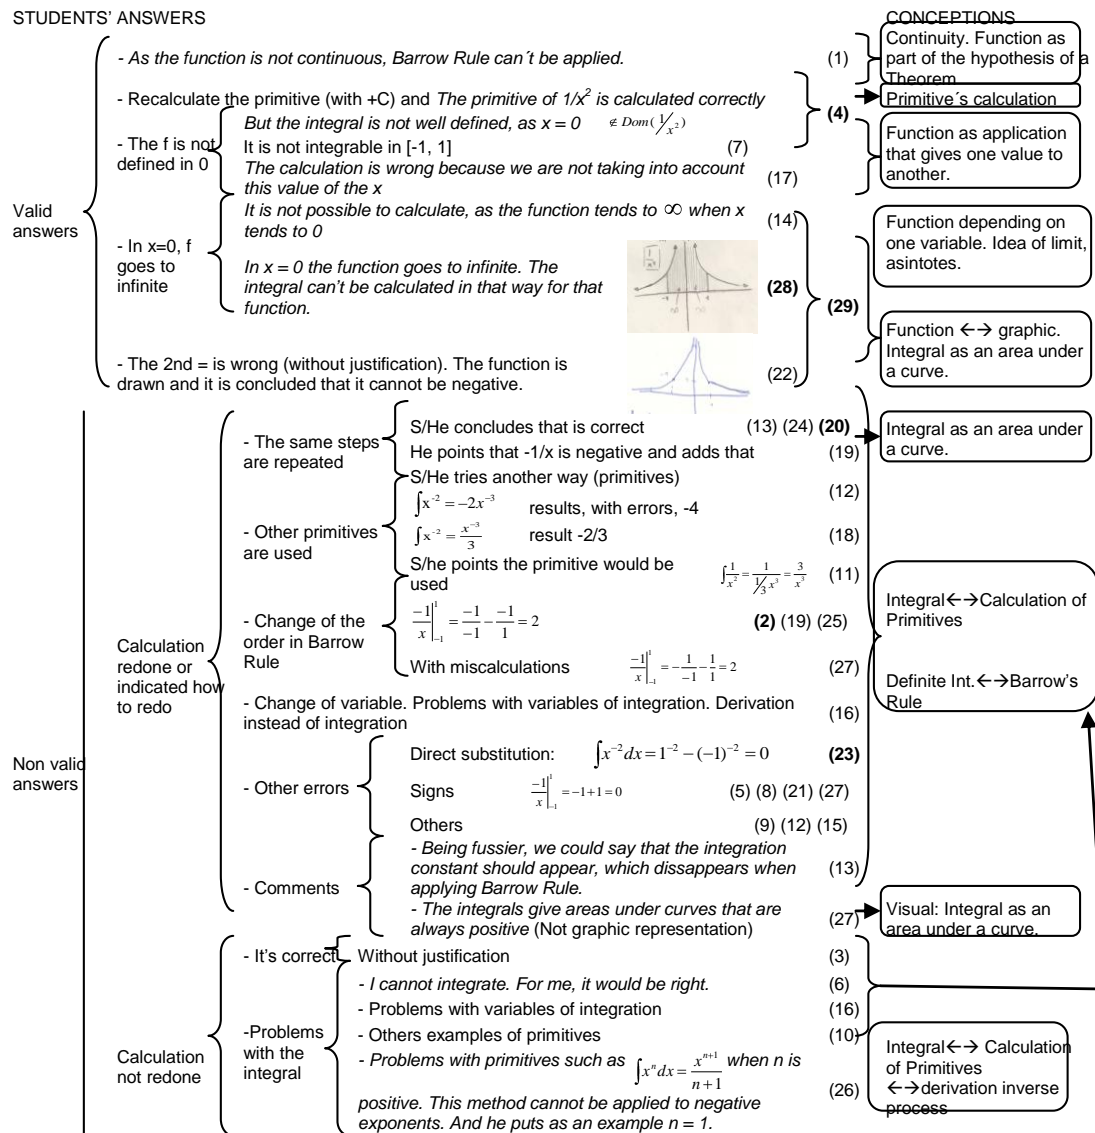 STUDENTS' ANSWERS
CONCEPTIONS
- As the function is not continuous, Barrow Rule can´t be applied.
(1)
Continuity. Function as
part of the hypothesis of a
Theorem
- Recalculate the primitive (with +C) and The primitive of 1/x² is calculated correctly
(4)
Primitive´s calculation
- The f is not
defined in 0
But the integral is not well defined, as x = 0 ∉ Dom(1/x²)
It is not integrable in [-1, 1]
(7)
The calculation is wrong because we are not taking into account
this value of the x
(17)
Function as application
that gives one value to
another.
Valid
answers
- In x=0, f
goes to
infinite
It is not possible to calculate, as the function tends to ∞ when x
tends to 0
(14)
In x = 0 the function goes to infinite. The
integral can't be calculated in that way for that
function.
(28)
(29)
Function depending on
one variable. Idea of limit,
asintotes.
Function ←→ graphic.
Integral as an area under
a curve.
- The 2nd = is wrong (without justification). The function is
drawn and it is concluded that it cannot be negative.
(22)
Non valid
answers
Calculation
redone or
indicated how
to redo
- The same steps
are repeated
S/He concludes that is correct
(13) (24) (20)
Integral as an area under
a curve.
He points that -1/x is negative and adds that
(19)
S/He tries another way (primitives)
(12)
- Other primitives
are used
∫x⁻² = −2x⁻³ results, with errors, -4
∫x⁻² = x⁻³/3 result -2/3
(18)
S/he points the primitive would be
used
∫1/x² = 1/(1/3 x³) = 3/x³
(11)
- Change of the
order in Barrow
Rule
−1/x |₋₁¹ = −1/−1 − −1/1 = 2
(2) (19) (25)
With miscalculations −1/x |₋₁¹ = −1/−1 − 1/1 = 2
(27)
Integral←→Calculation of
Primitives
Definite Int.←→Barrow's
Rule
- Change of variable. Problems with variables of integration. Derivation
instead of integration
(16)
- Other errors
Direct substitution: ∫x⁻²dx = 1⁻² − (−1)⁻² = 0
(23)
Signs −1/x |₋₁¹ = −1+1 = 0
(5) (8) (21) (27)
Others
(9) (12) (15)
- Comments
- Being fussier, we could say that the integration
constant should appear, which dissappears when
applying Barrow Rule.
(13)
- The integrals give areas under curves that are
always positive (Not graphic representation)
(27)
Visual: Integral as an
area under a curve.
Calculation
not redone
- It's correct
Without justification
(3)
-Problems
with the
integral
- I cannot integrate. For me, it would be right.
(6)
- Problems with variables of integration
(16)
- Others examples of primitives
(10)
- Problems with primitives such as ∫xⁿdx = xⁿ⁺¹/n+1 when n is
positive. This method cannot be applied to negative
exponents. And he puts as an example n = 1.
(26)
Integral←→ Calculation
of Primitives
←→derivation inverse
process